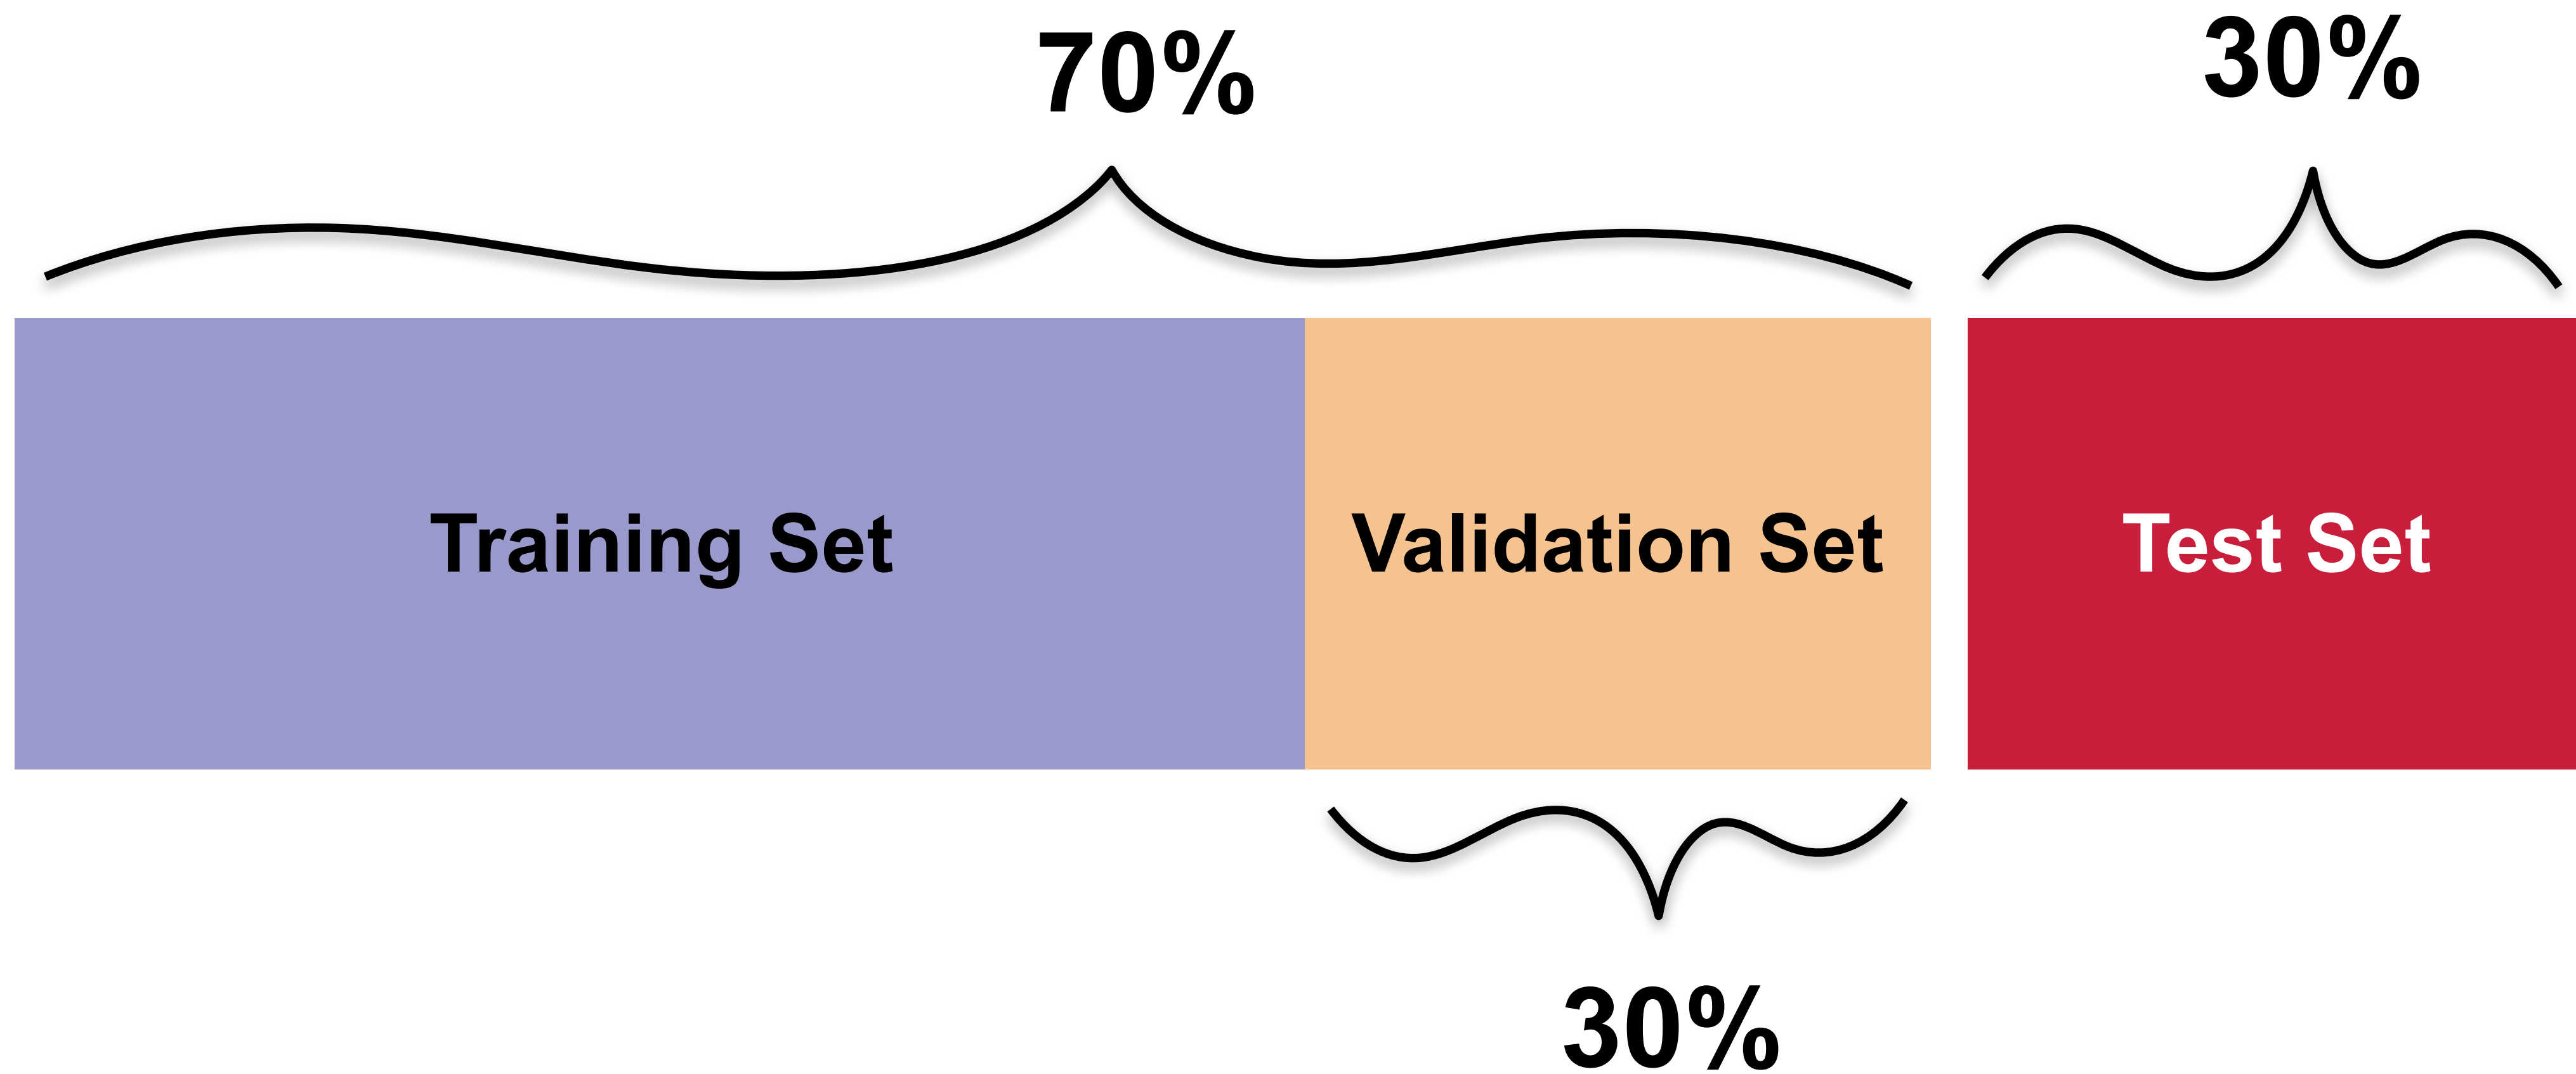 70%
30%
Training Set
Validation Set
Test Set
30%